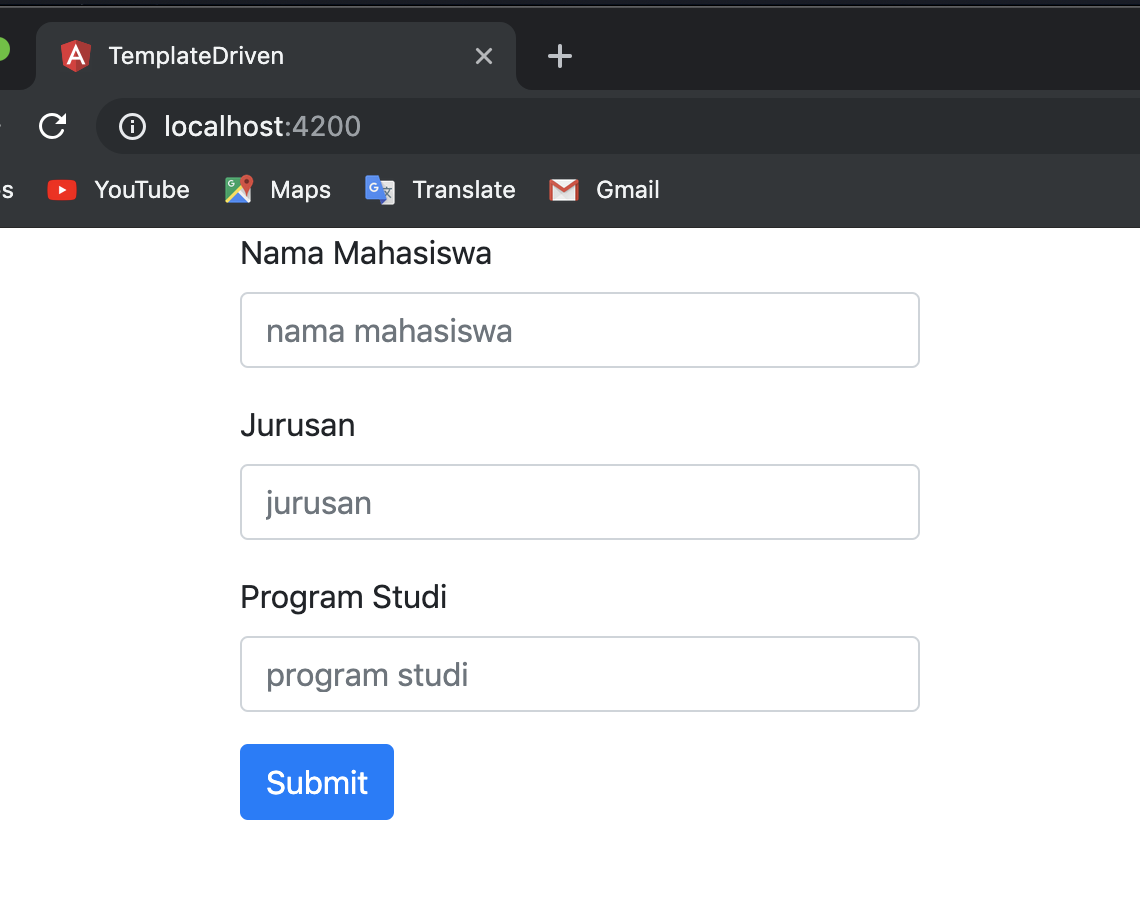 TemplateDriven
localhost:4200
s YouTube Maps Translate Gmail
Nama Mahasiswa
nama mahasiswa
Jurusan
jurusan
Program Studi
program studi
Submit